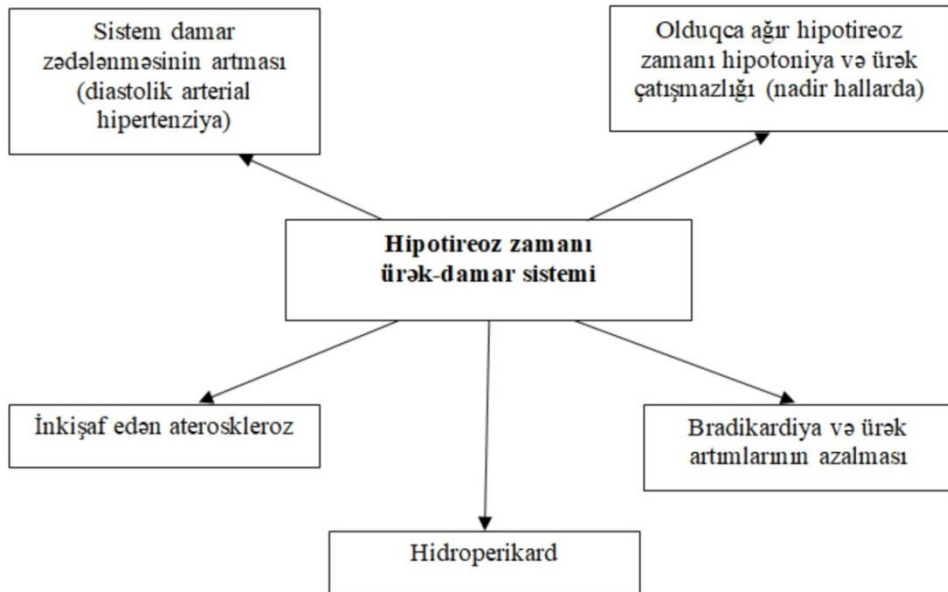 Sistem damar
zədələnməsinin artması
(diastolik arterial
hipertenziya)
Olduqca ağır hipotireoz
zamanı hipotoniya və ürək
çatışmazlığı (nadir hallarda)
Hipotireoz zamanı
ürək-damar sistemi
İnkişaf edən ateroskleroz
Bradikardiya və ürək
artımlarının azalması
Hidroperikard